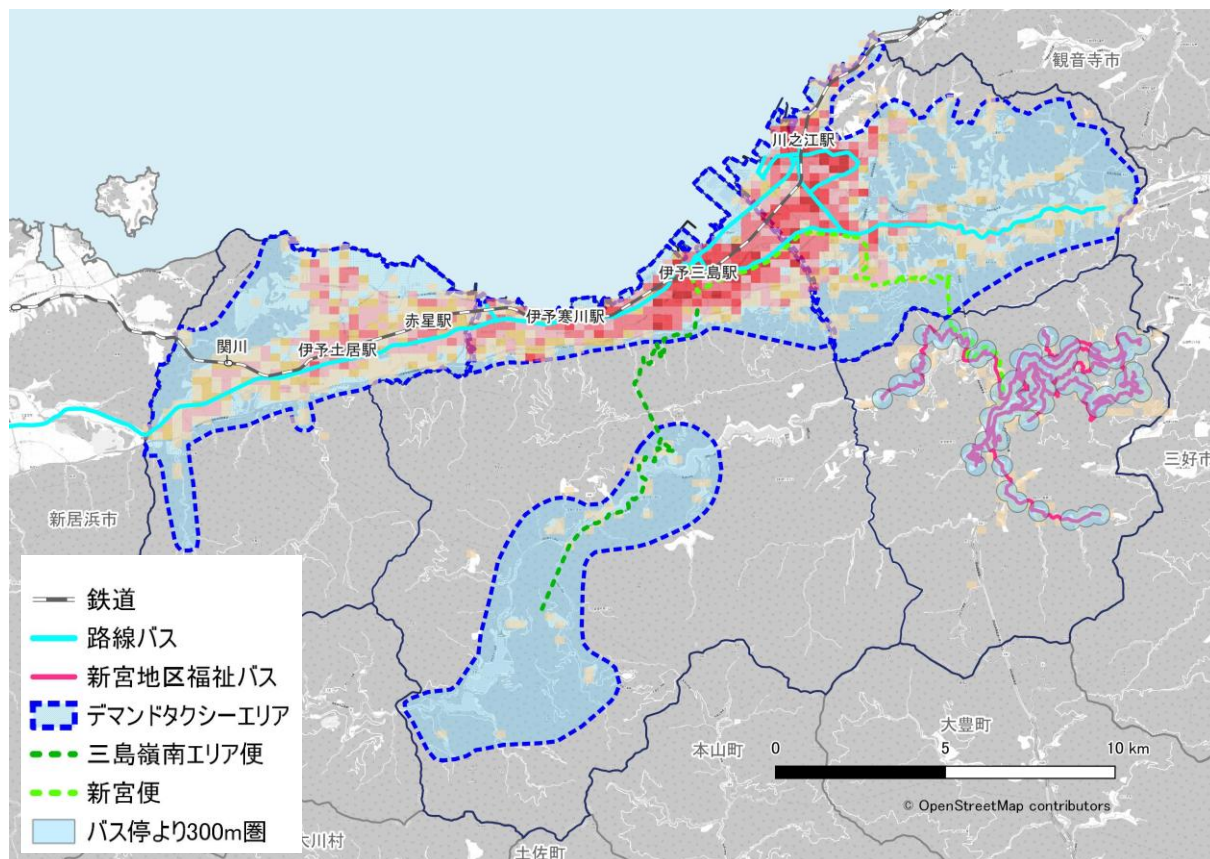 観音寺市
川之江駅
伊予三島駅
伊予寒川駅
赤星駅
伊予土居駅
関川
三好市
新居浜市
鉄道
路線バス
新宮地区福祉バス
デマンドタクシーエリア
三島嶺南エリア便
新宮便
バス停より300m圏
大豊町
本山町
0 5 10 km
© OpenStreetMap contributors
土佐町
川村